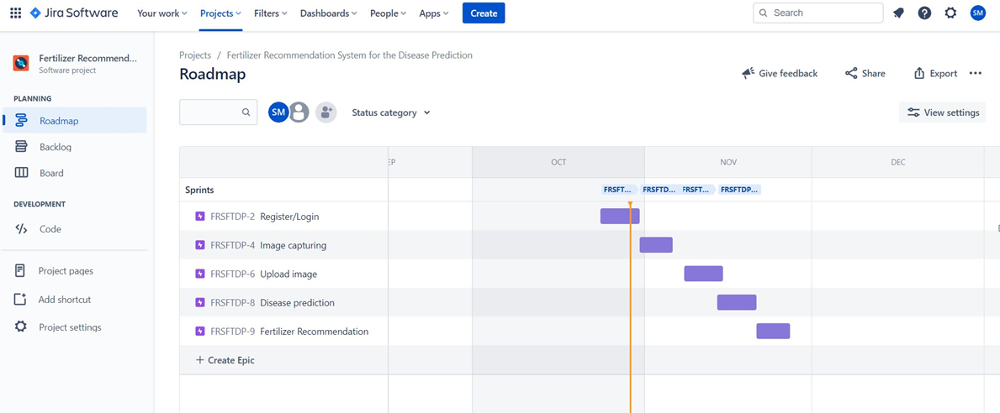 Jira Software Your work Projects Filters Dashboards People Apps Create Search SM
Fertilizer Recommend...
Software project
PLANNING
Roadmap
Backlog
Board
DEVELOPMENT
Code
Project pages
Add shortcut
Project settings
Projects / Fertilizer Recommendation System for the Disease Prediction
Roadmap
Give feedback Share Export
SM Status category View settings
EP OCT NOV DEC
Sprints FRSFT... FRSFTD... FRSFT... FRSFTDP...
FRSFTDP-2 Register/Login
FRSFTDP-4 Image capturing
FRSFTDP-6 Upload image
FRSFTDP-8 Disease prediction
FRSFTDP-9 Fertilizer Recommendation
+ Create Epic